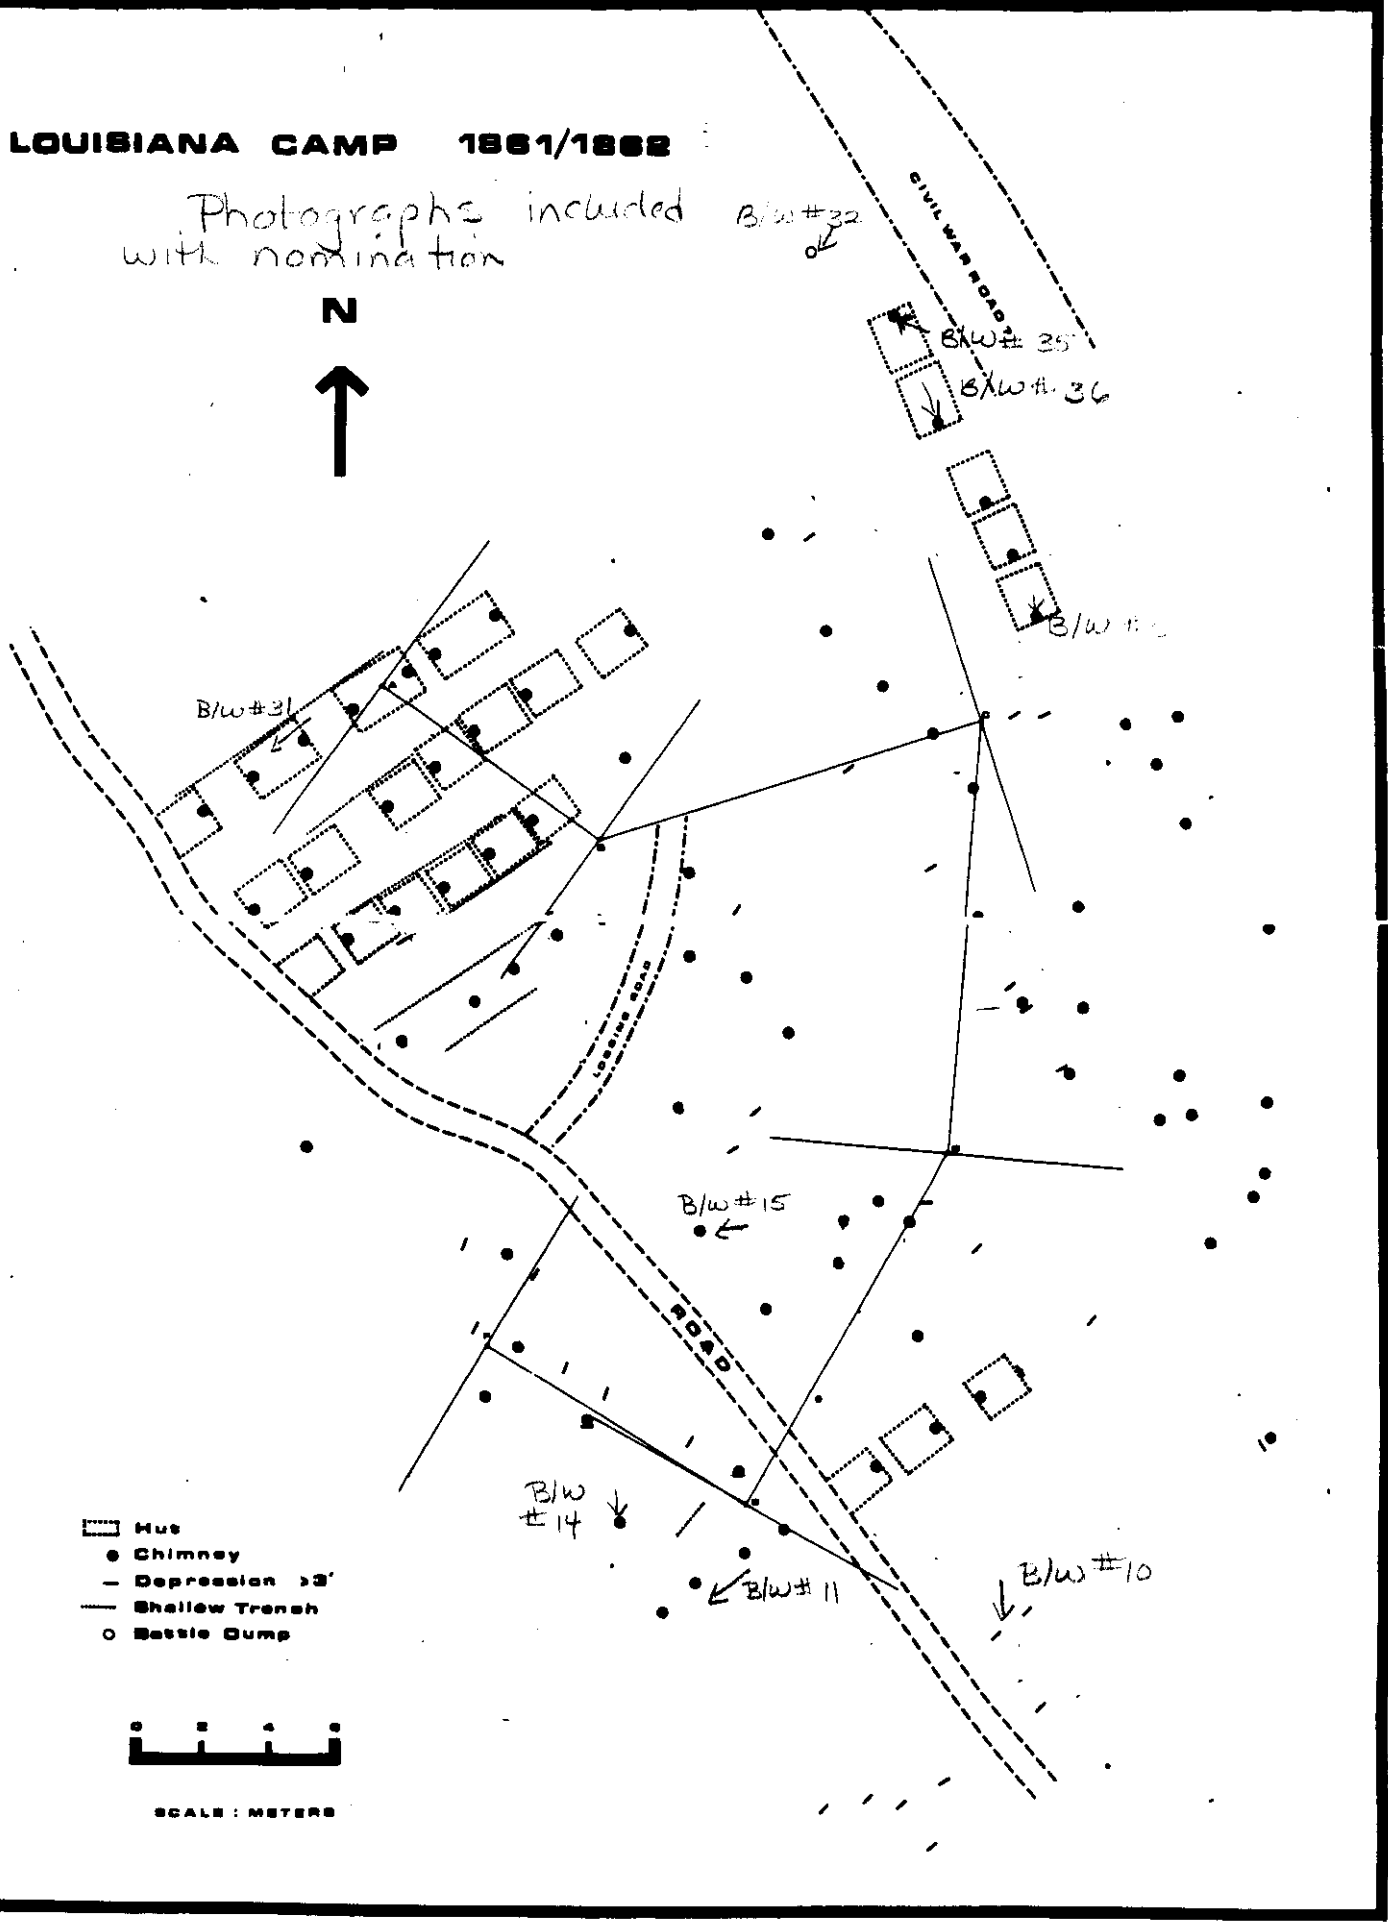 LOUISIANA CAMP 1861/1862
Photographs included
with nomination
B/W #32
CIVIL WAR ROAD?
N
B/W # 35
B/W # 36
B/W #
B/W #31
LOGGING ROAD
B/W #15
ROAD
B/W
# 14
B/W # 11
B/W #10
Hut
Chimney
Depression >3'
Shallow Trench
Bottle Dump
0 2 4 6
SCALE : METERS